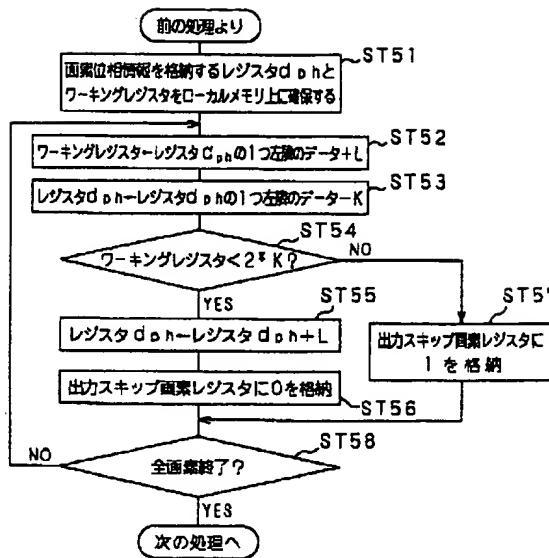 前の処理より
ST51
画素位相情報を格納するレジスタdphと
ワーキングレジスタをローカルメモリ上に確保する
ST52
ワーキングレジスタ←レジスタdphの1つ左隣のデータ+L
ST53
レジスタdph←レジスタdphの1つ左隣のデータ-K
ST54
ワーキングレジスタ<2*K?
NO
YES
ST55
レジスタdph←レジスタdph+L
ST57
出力スキップ画素レジスタに
1を格納
出力スキップ画素レジスタに0を格納
ST56
ST58
全画素終了?
NO
YES
次の処理へ